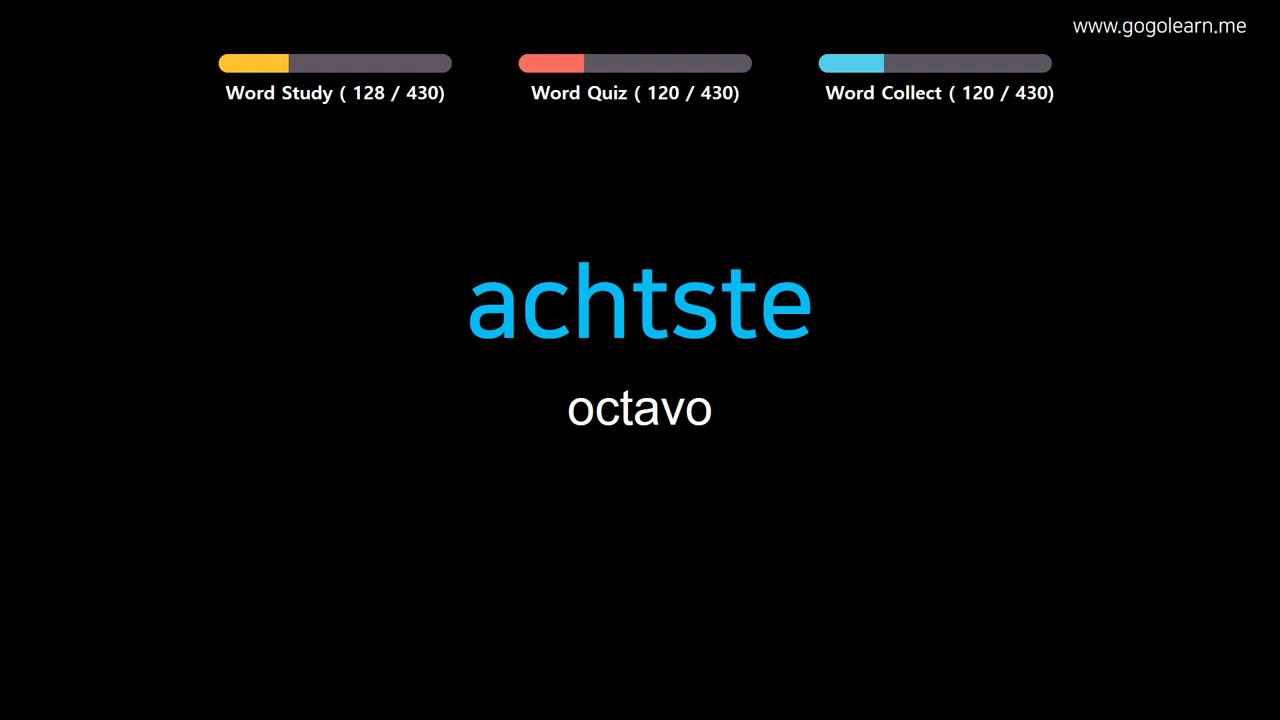 www.gogolearn.me
Word Study ( 128 / 430)
Word Quiz ( 120 / 430)
Word Collect ( 120 / 430)
achtste
octavo